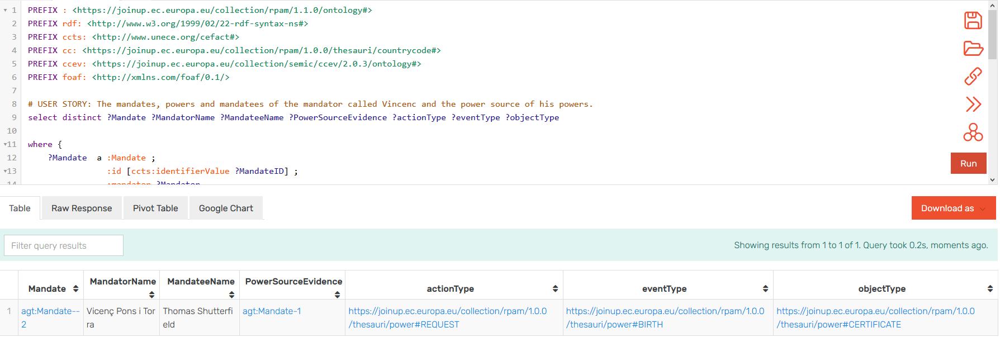 1 PREFIX : <https://joinup.ec.europa.eu/collection/rpam/1.1.0/ontology#>
2 PREFIX rdf: <http://www.w3.org/1999/02/22-rdf-syntax-ns#>
3 PREFIX ccts: <http://www.unece.org/cefact#>
4 PREFIX cc: <https://joinup.ec.europa.eu/collection/rpam/1.0.0/thesauri/countrycode#>
5 PREFIX ccev: <https://joinup.ec.europa.eu/collection/semic/ccev/2.0.3/ontology#>
6 PREFIX foaf: <http://xmlns.com/foaf/0.1/>
7
8 # USER STORY: The mandates, powers and mandatees of the mandator called Vincenc and the power source of his powers.
9 select distinct ?Mandate ?MandatorName ?MandateeName ?PowerSourceEvidence ?actionType ?eventType ?objectType
10
11 where {
12 ?Mandate a :Mandate ;
13 :id [ccts:identifierValue ?MandateID] ;
14 :mandator ?Mandator
Run
Table Raw Response Pivot Table Google Chart Download as
Filter query results Showing results from 1 to 1 of 1. Query took 0.2s, moments ago.
Mandate MandatorName MandateeName PowerSourceEvidence actionType eventType objectType
1 agt:Mandate-- Vicenç Pons i Tor Thomas Shutterfi agt:Mandate-1 https://joinup.ec.europa.eu/collection/rpam/1.0.0 https://joinup.ec.europa.eu/collection/rpam/1.0.0 https://joinup.ec.europa.eu/collection/rpam/1.0.0
2 ra eld /thesauri/power#REQUEST /thesauri/power#BIRTH /thesauri/power#CERTIFICATE